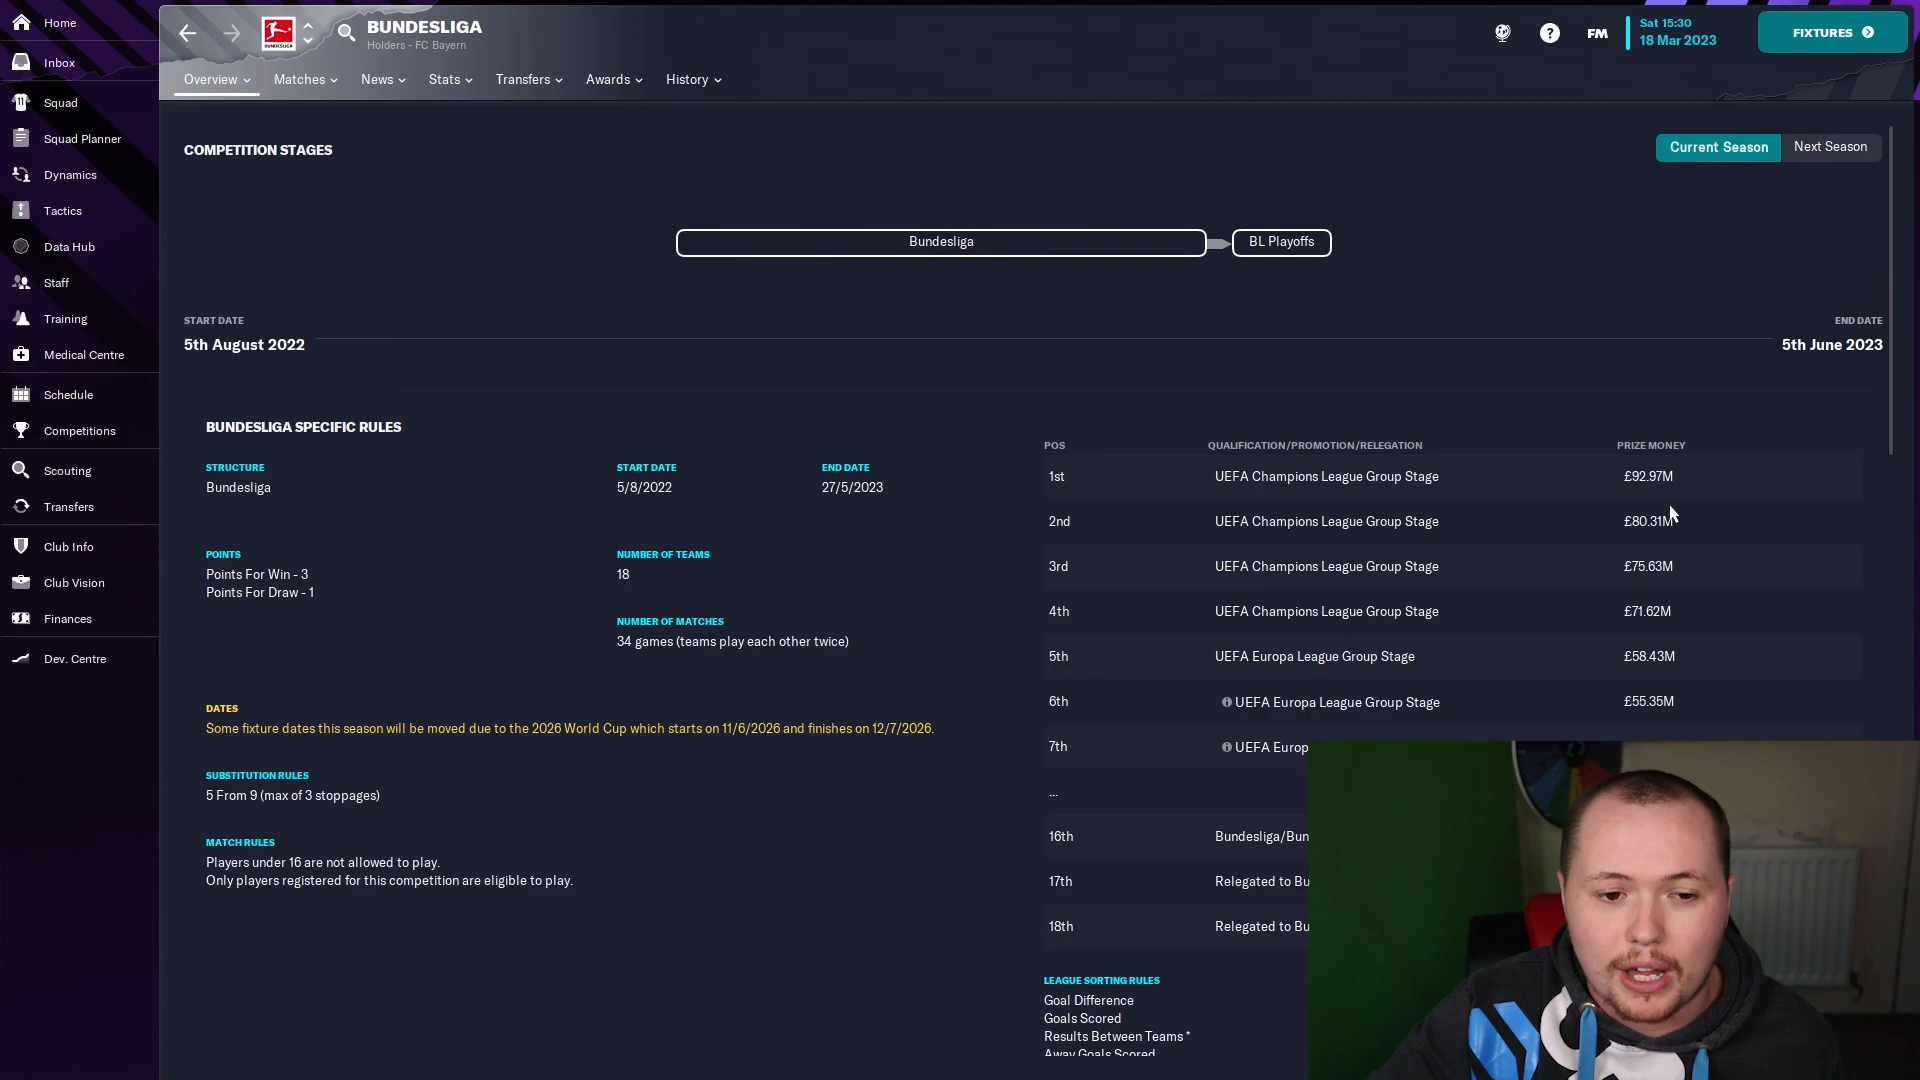 Home
Inbox
Squad
Squad Planner
Dynamics
Tactics
Data Hub
Staff
Training
Medical Centre
Schedule
Competitions
Scouting
Transfers
Club Info
Club Vision
Finances
Dev. Centre
BUNDESLIGA
BUNDESLIGA
Holders - FC Bayern
FM
Sat 15:30
18 Mar 2023
FIXTURES
Overview
Matches
News
Stats
Transfers
Awards
History
COMPETITION STAGES
Current Season
Next Season
Bundesliga
BL Playoffs
START DATE
5th August 2022
END DATE
5th June 2023
BUNDESLIGA SPECIFIC RULES
STRUCTURE
Bundesliga
START DATE
5/8/2022
END DATE
27/5/2023
POINTS
Points For Win - 3
Points For Draw - 1
NUMBER OF TEAMS
18
NUMBER OF MATCHES
34 games (teams play each other twice)
DATES
Some fixture dates this season will be moved due to the 2026 World Cup which starts on 11/6/2026 and finishes on 12/7/2026.
SUBSTITUTION RULES
5 From 9 (max of 3 stoppages)
MATCH RULES
Players under 16 are not allowed to play.
Only players registered for this competition are eligible to play.
POS QUALIFICATION/PROMOTION/RELEGATION PRIZE MONEY
1st UEFA Champions League Group Stage £92.97M
2nd UEFA Champions League Group Stage £80.31M
3rd UEFA Champions League Group Stage £75.63M
4th UEFA Champions League Group Stage £71.62M
5th UEFA Europa League Group Stage £58.43M
6th UEFA Europa League Group Stage £55.35M
7th UEFA Europ
...
16th Bundesliga/Bun
17th Relegated to Bu
18th Relegated to Bu
LEAGUE SORTING RULES
Goal Difference
Goals Scored
Results Between Teams *
Away Goals Scored